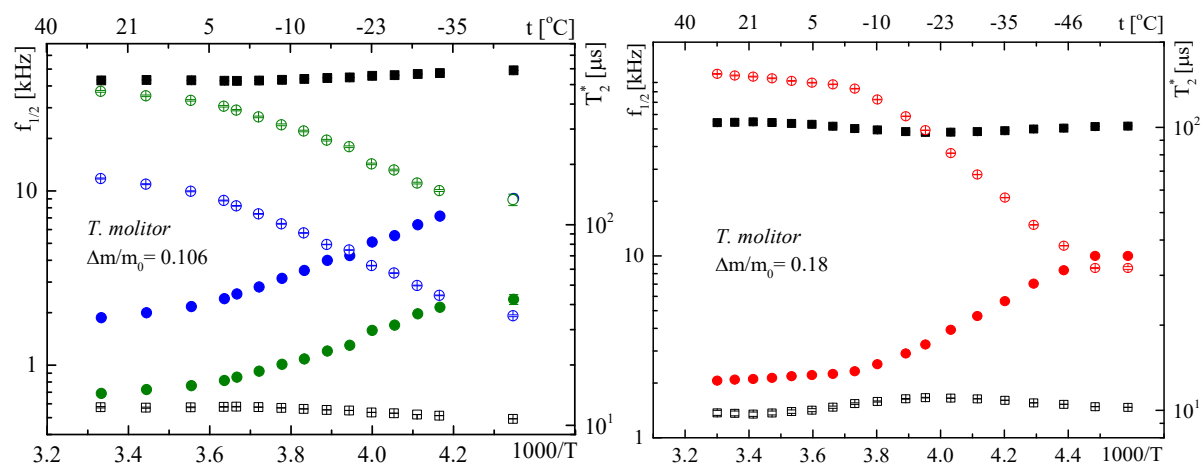 40 21 5 -10 -23 -35 t [°C]
f1/2 [kHz]
10
1
T2* [µs]
10²
10¹
T. molitor
Δm/m0= 0.106
3.2 3.4 3.6 3.8 4.0 4.2 1000/T
40 21 5 -10 -23 -35 -46 t [°C]
f1/2 [kHz]
10
1
T2* [µs]
10²
10¹
T. molitor
Δm/m0= 0.18
3.2 3.4 3.6 3.8 4.0 4.2 4.4 1000/T